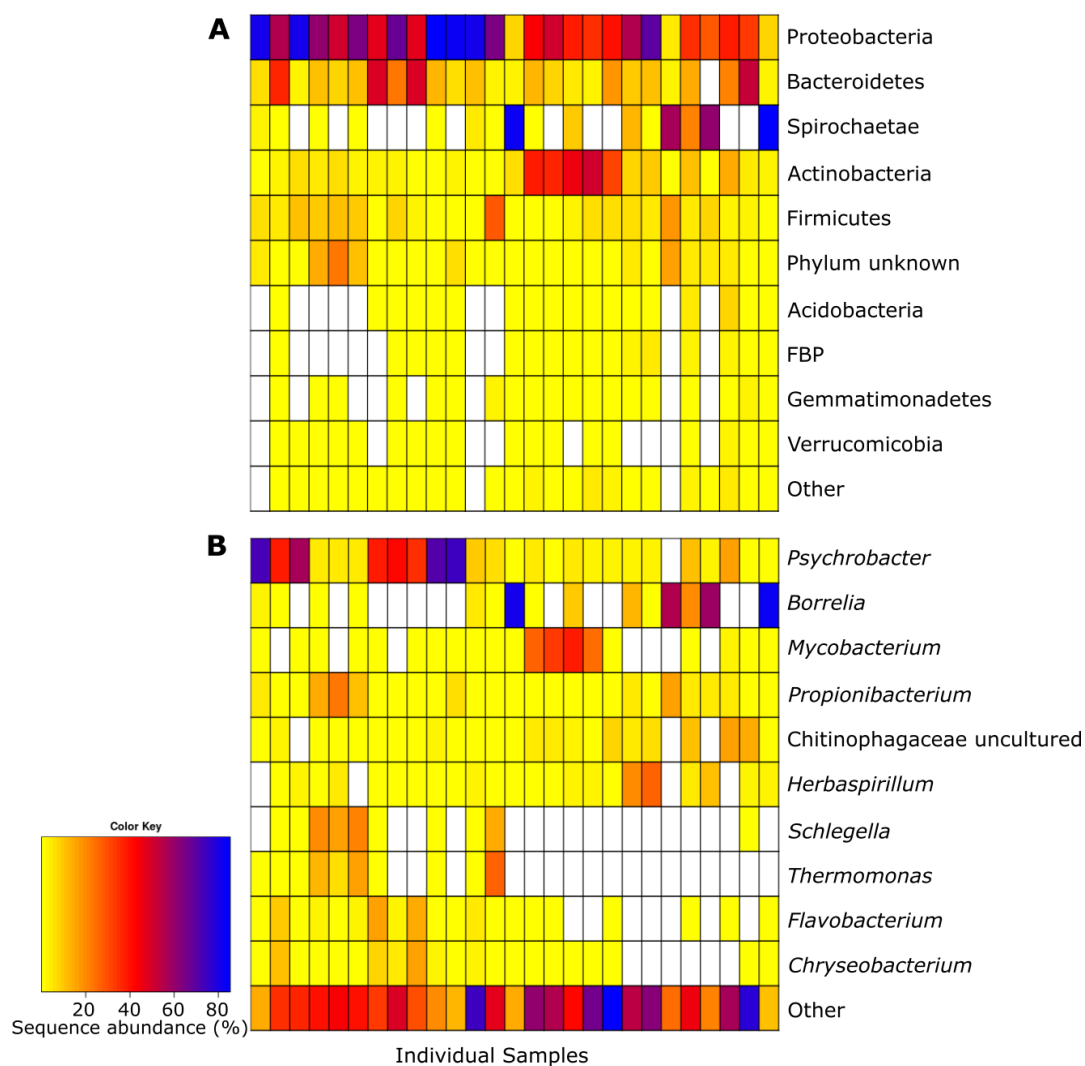 A
Proteobacteria
Bacteroidetes
Spirochaetae
Actinobacteria
Firmicutes
Phylum unknown
Acidobacteria
FBP
Gemmatimonadetes
Verrucomicobia
Other
B
Psychrobacter
Borrelia
Mycobacterium
Propionibacterium
Chitinophagaceae uncultured
Herbaspirillum
Schlegella
Thermomonas
Flavobacterium
Chryseobacterium
Other
Color Key
20 40 60 80
Sequence abundance (%)
Individual Samples